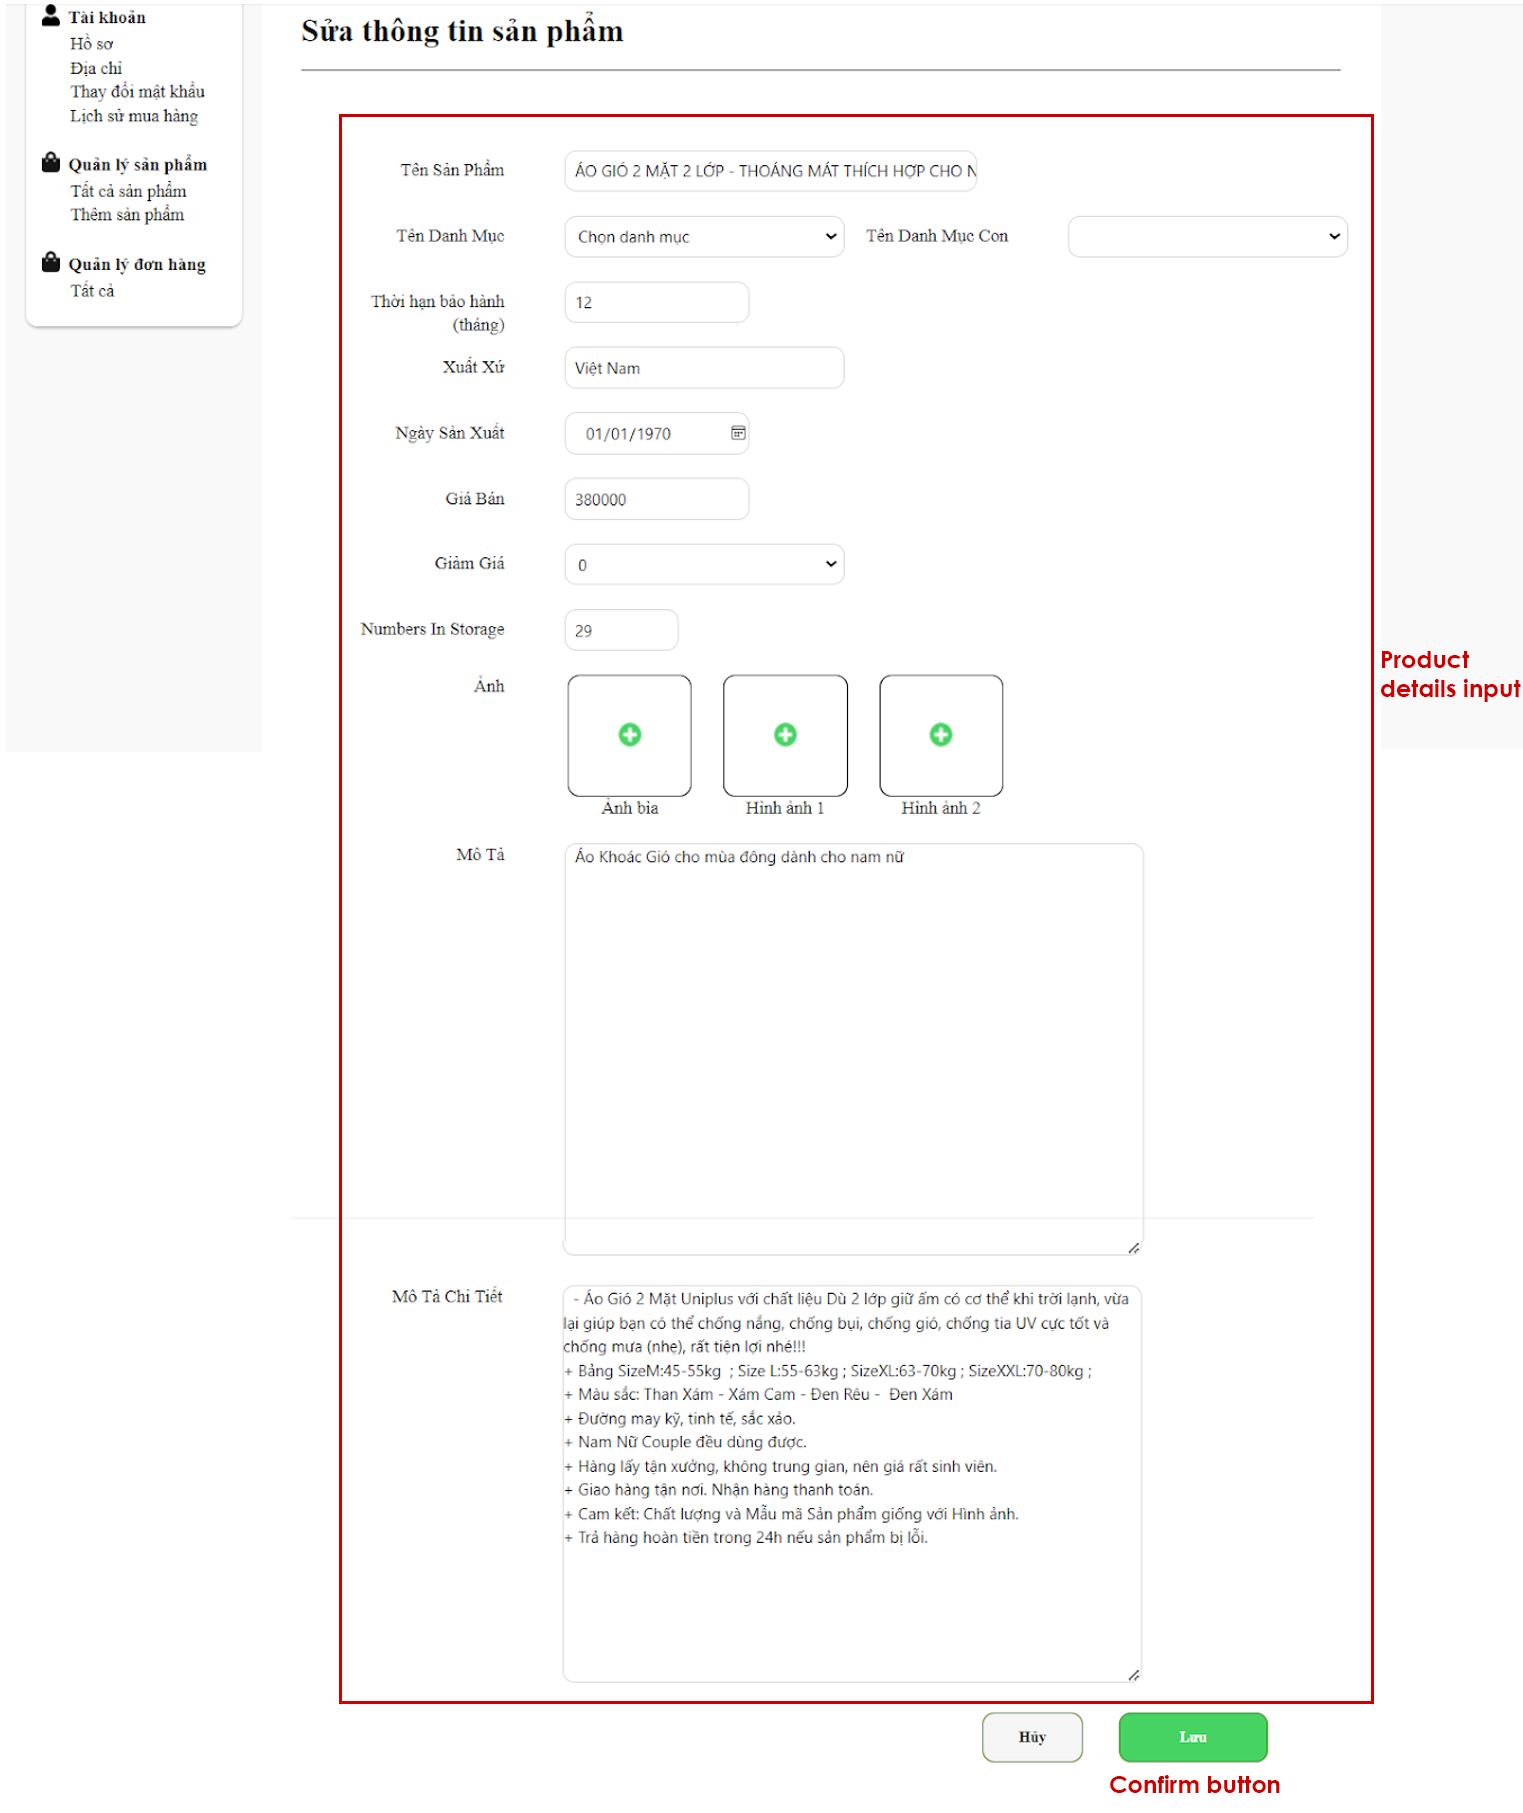 Tài khoản
Hồ sơ
Địa chỉ
Thay đổi mật khẩu
Lịch sử mua hàng
Quản lý sản phẩm
Tất cả sản phẩm
Thêm sản phẩm
Quản lý đơn hàng
Tất cả
Sửa thông tin sản phẩm
Tên Sản Phẩm
ÁO GIÓ 2 MẶT 2 LỚP - THOÁNG MÁT THÍCH HỢP CHO N
Tên Danh Mục
Chọn danh mục
Tên Danh Mục Con
Thời hạn bảo hành
(tháng)
12
Xuất Xứ
Việt Nam
Ngày Sản Xuất
01/01/1970
Giá Bán
380000
Giảm Giá
0
Numbers In Storage
29
Ảnh
Ảnh bìa
Hình ảnh 1
Hình ảnh 2
Product
details input
Mô Tả
Áo Khoác Gió cho mùa đông dành cho nam nữ
Mô Tả Chi Tiết
- Áo Gió 2 Mặt Uniplus với chất liệu Dù 2 lớp giữ ấm có cơ thể khi trời lạnh, vừa
lại giúp bạn có thể chống nắng, chống bụi, chống gió, chống tia UV cực tốt và
chống mưa (nhẹ), rất tiện lợi nhé!!!
+ Bảng SizeM:45-55kg ; Size L:55-63kg ; SizeXL:63-70kg ; SizeXXL:70-80kg ;
+ Màu sắc: Than Xám - Xám Cam - Đen Rêu - Đen Xám
+ Đường may kỹ, tinh tế, sắc xảo.
+ Nam Nữ Couple đều dùng được.
+ Hàng lấy tận xưởng, không trung gian, nên giá rất sinh viên.
+ Giao hàng tận nơi. Nhận hàng thanh toán.
+ Cam kết: Chất lượng và Mẫu mã Sản phẩm giống với Hình ảnh.
+ Trả hàng hoàn tiền trong 24h nếu sản phẩm bị lỗi.
Hủy
Lưu
Confirm button